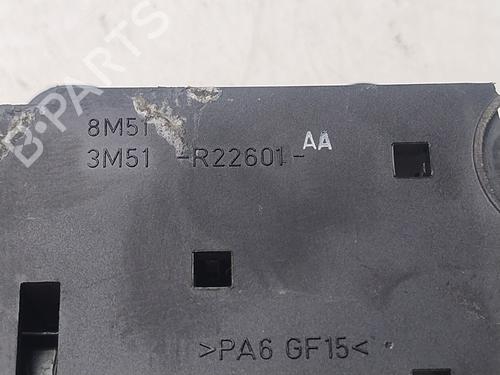 B-PARTS
8M51
3M51 -R22601- AA
>PA6 GF15<